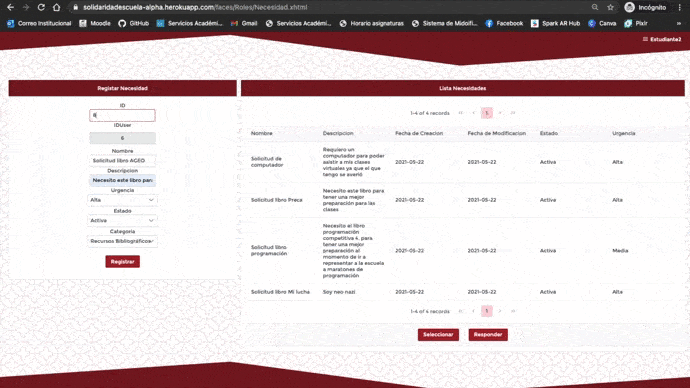 solidaridadescuela-alpha.herokuapp.com/faces/Roles/Necesidad.xhtml
Incógnito
Correo Institucional Moodle GitHub Servicios Académi... Gmail Servicios Académi... Horario asignaturas Sistema de Midofifi... Facebook Spark AR Hub Canva Pixlr
Estudiante2
Registar Necesidad
ID
6
IDUser
6
Nombre
Solicitud libro AGED
Descripcion
Necesito este libro par
Urgencia
Alta
Estado
Activa
Categoria
Recursos Bibliográficos
Registrar
Lista Necesidades
1-4 of 4 records 1
Nombre Descripcion Fecha de Creacion Fecha de Modificacion Estado Urgencia
Solicitud de computador Requiero un computador para poder asistir a mis clases virtuales ya que el que tengo se averió 2021-05-22 2021-05-22 Activa Alta
Solicitud libro Preca Necesito este libro para tener una mejor preparación para las clases 2021-05-22 2021-05-22 Activa Alta
Solicitud libro programación Necesito el libro programación competitiva 4, para tener una mejor preparación al momento de ir a representar a la escuela a maratones de programación 2021-05-22 2021-05-22 Activa Media
Solicitud libro Mi lucha Soy neo nazi 2021-05-22 2021-05-22 Activa Alta
1-4 of 4 records 1
Seleccionar Responder